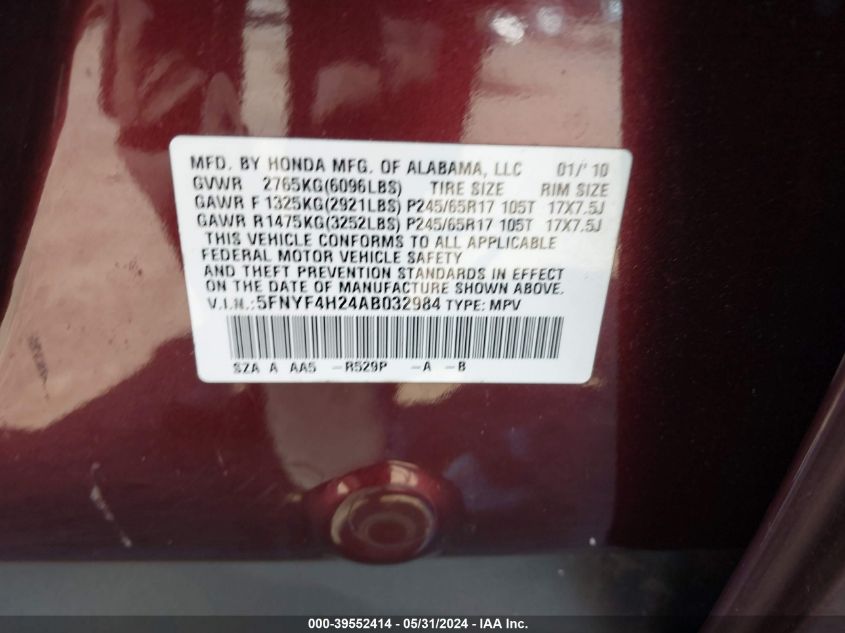 MFD. BY HONDA MFG. OF ALABAMA, LLC 01/'10
GVWR 2765KG(6096LBS) TIRE SIZE RIM SIZE
GAWR F 1325KG(2921LBS) P245/65R17 105T 17X7.5J
GAWR R1475KG(3252LBS) P245/65R17 105T 17X7.5J
THIS VEHICLE CONFORMS TO ALL APPLICABLE
FEDERAL MOTOR VEHICLE SAFETY
AND THEFT PREVENTION STANDARDS IN EFFECT
ON THE DATE OF MANUFACTURE SHOWN ABOVE.
V.I.N.:5FNYF4H24AB032984 TYPE: MPV
SZA A AA5 -R529P -A -B
000-39552414 - 05/31/2024 - IAA Inc.